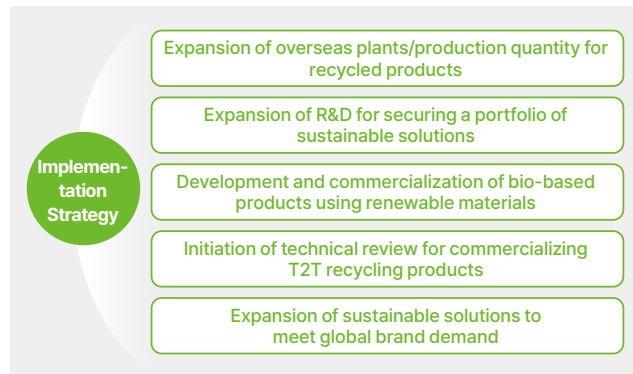 Implemen-
tation
Strategy
Expansion of overseas plants/production quantity for
recycled products
Expansion of R&D for securing a portfolio of
sustainable solutions
Development and commercialization of bio-based
products using renewable materials
Initiation of technical review for commercializing
T2T recycling products
Expansion of sustainable solutions to
meet global brand demand